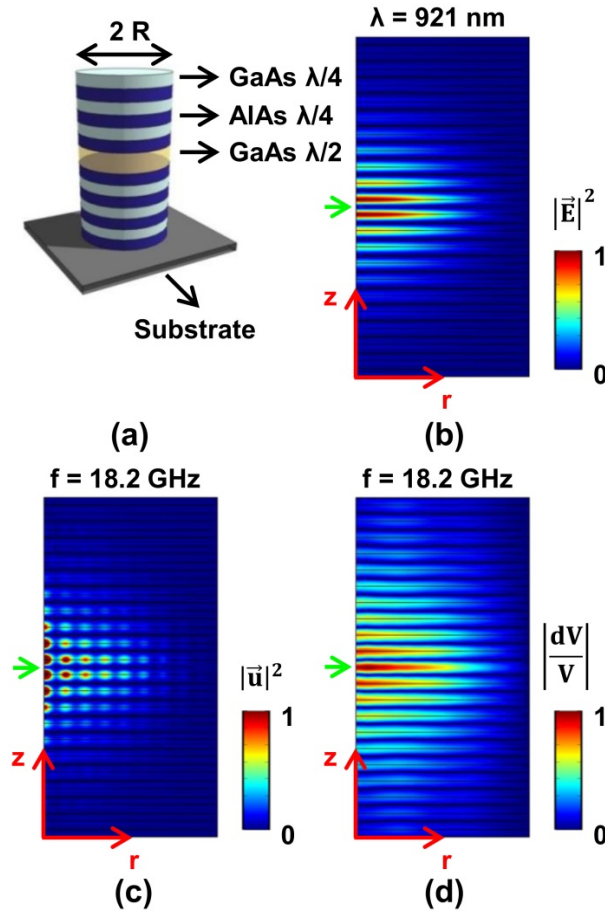 2 R
GaAs λ/4
AlAs λ/4
GaAs λ/2
Substrate
(a)
λ = 921 nm
|E⃗|²
1
0
z
r
(b)
f = 18.2 GHz
|u⃗|²
1
0
z
r
(c)
f = 18.2 GHz
|dV/V|
1
0
z
r
(d)